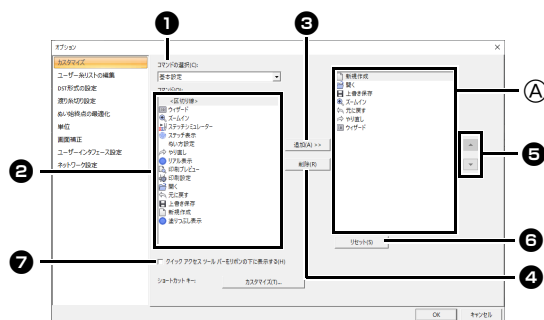 ❶
❸
オプション
カスタマイズ
ユーザー糸リストの編集
DST形式の設定
渡り糸切り設定
ぬい始終点の最適化
単位
画面補正
ユーザーインタフェース設定
ネットワーク設定
コマンドの選択(C):
基本設定
コマンド(O):
<区切り線>
ウィザード
ズームイン
ステッチシミュレーター
ステッチ表示
ぬい方設定
やり直し
リアル表示
印刷プレビュー
印刷設定
開く
元に戻す
上書き保存
新規作成
塗りつぶし表示
❷
追加(A) >>
削除(R)
新規作成
開く
上書き保存
ズームイン
元に戻す
やり直し
ウィザード
Ⓐ
❺
リセット(S)
❻
❼
クイック アクセス ツール バーをリボンの下に表示する(H)
❹
ショートカット キー:
カスタマイズ(T)...
OK
キャンセル